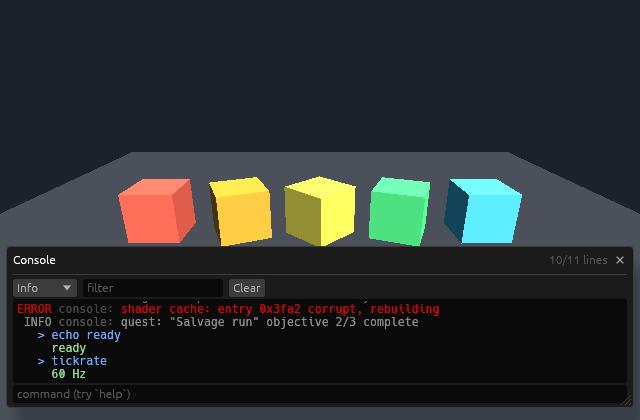 Console 10/11 lines ×
Info filter Clear
ERROR console: shader cache: entry 0x3fa2 corrupt, rebuilding
INFO console: quest: "Salvage run" objective 2/3 complete
> echo ready
ready
> tickrate
60 Hz
command (try `help`)